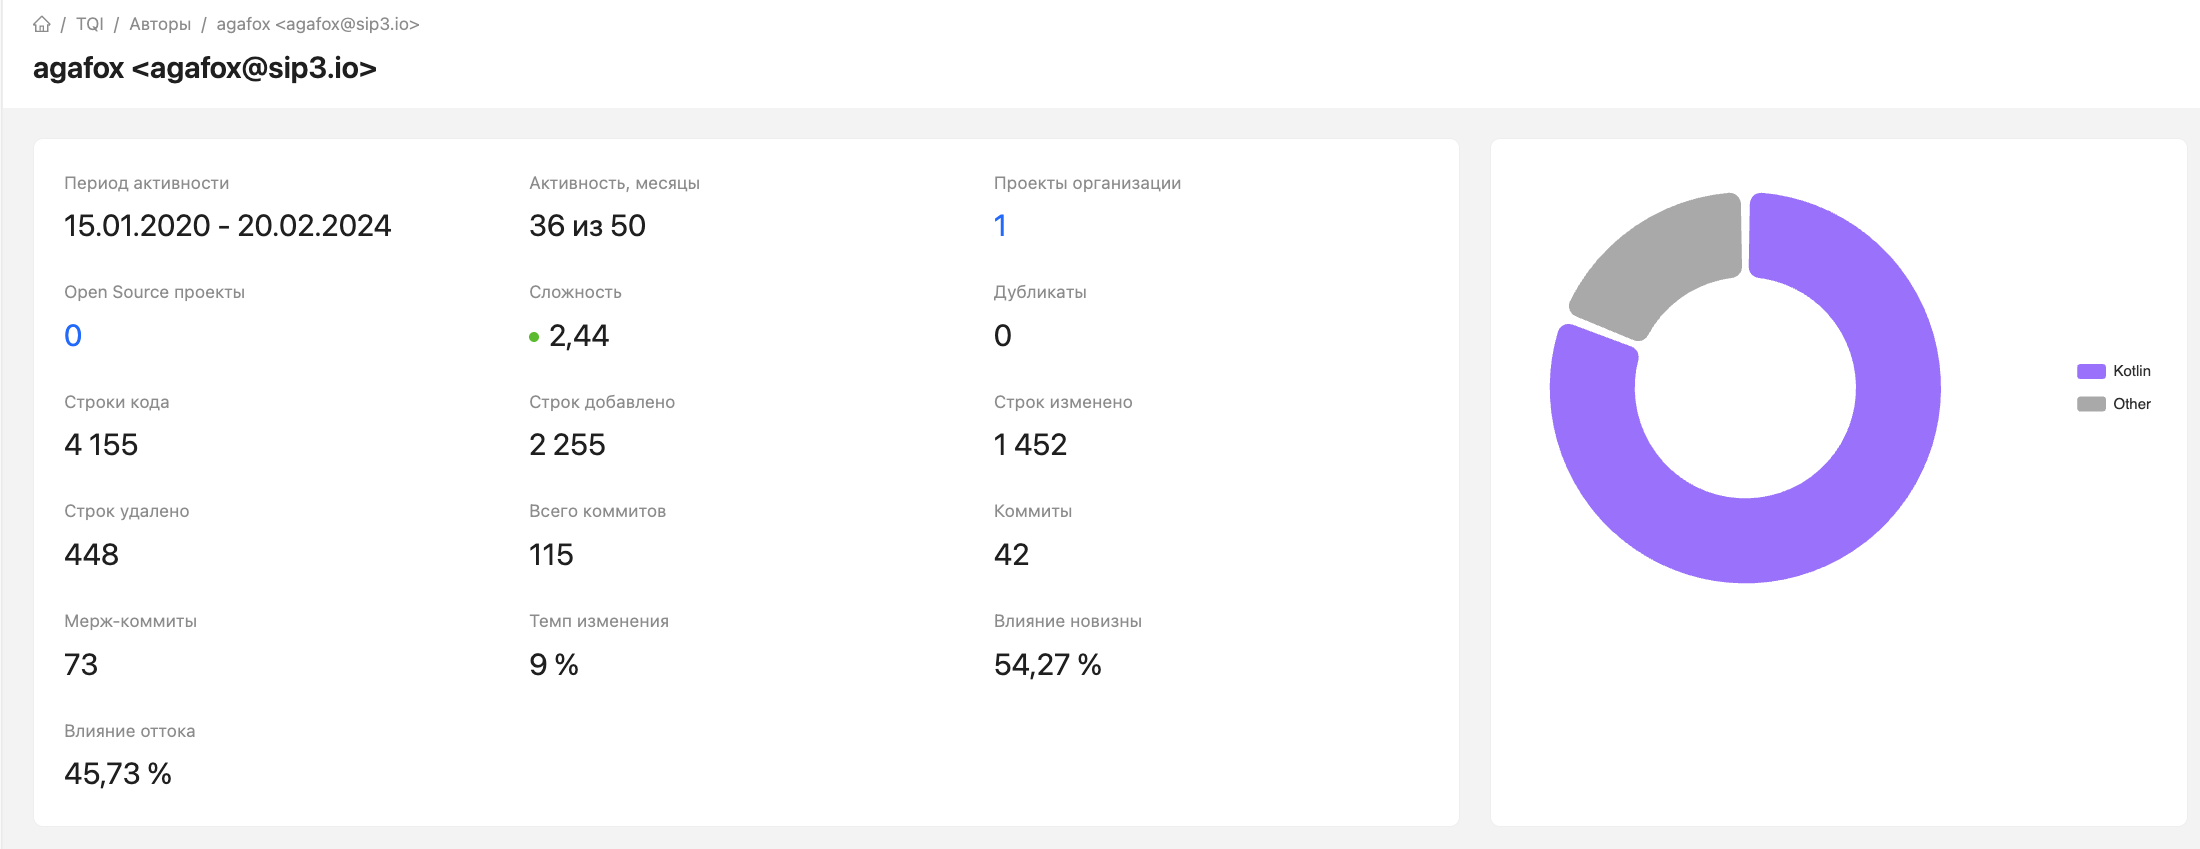 / TQI / Авторы / agafox <agafox@sip3.io>
agafox <agafox@sip3.io>
Период активности
15.01.2020 - 20.02.2024
Активность, месяцы
36 из 50
Проекты организации
1
Open Source проекты
0
Сложность
2,44
Дубликаты
0
Строки кода
4 155
Строк добавлено
2 255
Строк изменено
1 452
Строк удалено
448
Всего коммитов
115
Коммиты
42
Мерж-коммиты
73
Темп изменения
9 %
Влияние новизны
54,27 %
Влияние оттока
45,73 %
Kotlin
Other